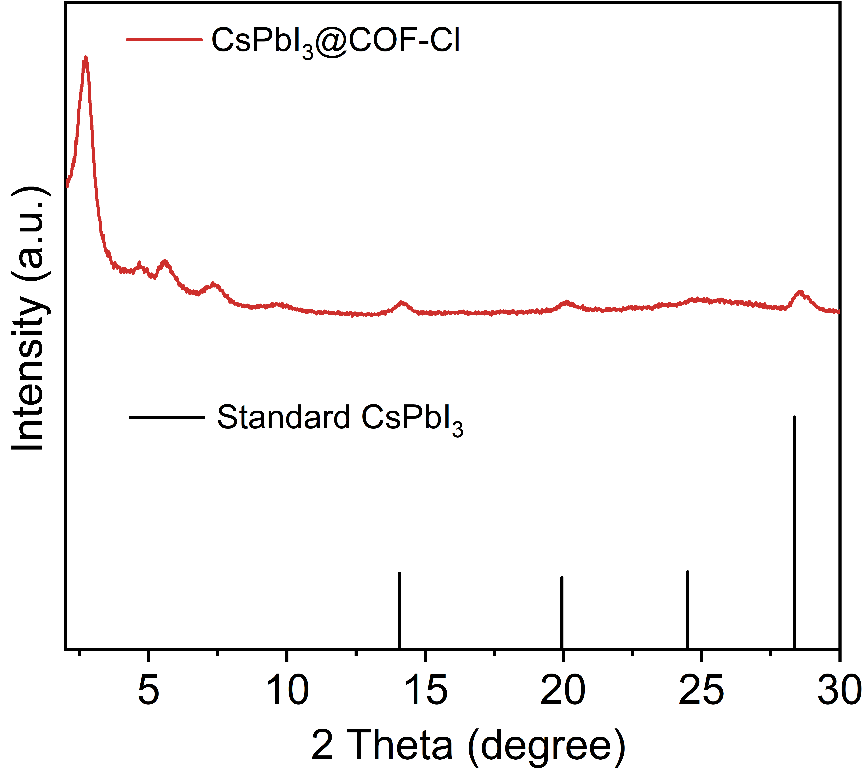 CsPbI₃@COF-Cl
Standard CsPbI₃
Intensity (a.u.)
5 10 15 20 25 30
2 Theta (degree)